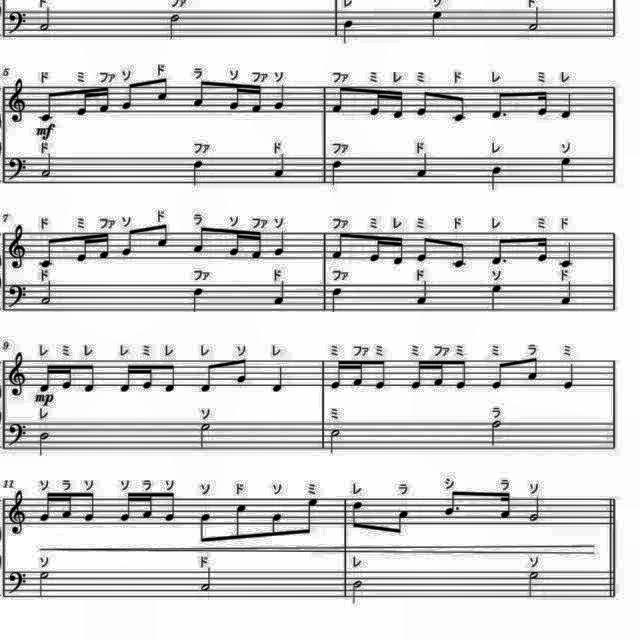 ド ファ レ ソ ド
5 ド ミ ファ ソ ド ラ ソ ファ ソ ファ ミ レ ミ ド レ ミ レ
mf
ド ファ ド ファ ド レ ソ
7 ド ミ ファ ソ ド ラ ソ ファ ソ ファ ミ レ ミ ド レ ミ ド
ド ファ ド ファ ド ソ ド
9 レ ミ レ レ ミ レ レ ソ レ ミ ファ ミ ミ ファ ミ ミ ラ ミ
mp
レ ソ ミ ラ
11 ソ ラ ソ ソ ラ ソ ソ ド ソ ミ レ ラ シ ラ ソ
ソ ド レ ソ